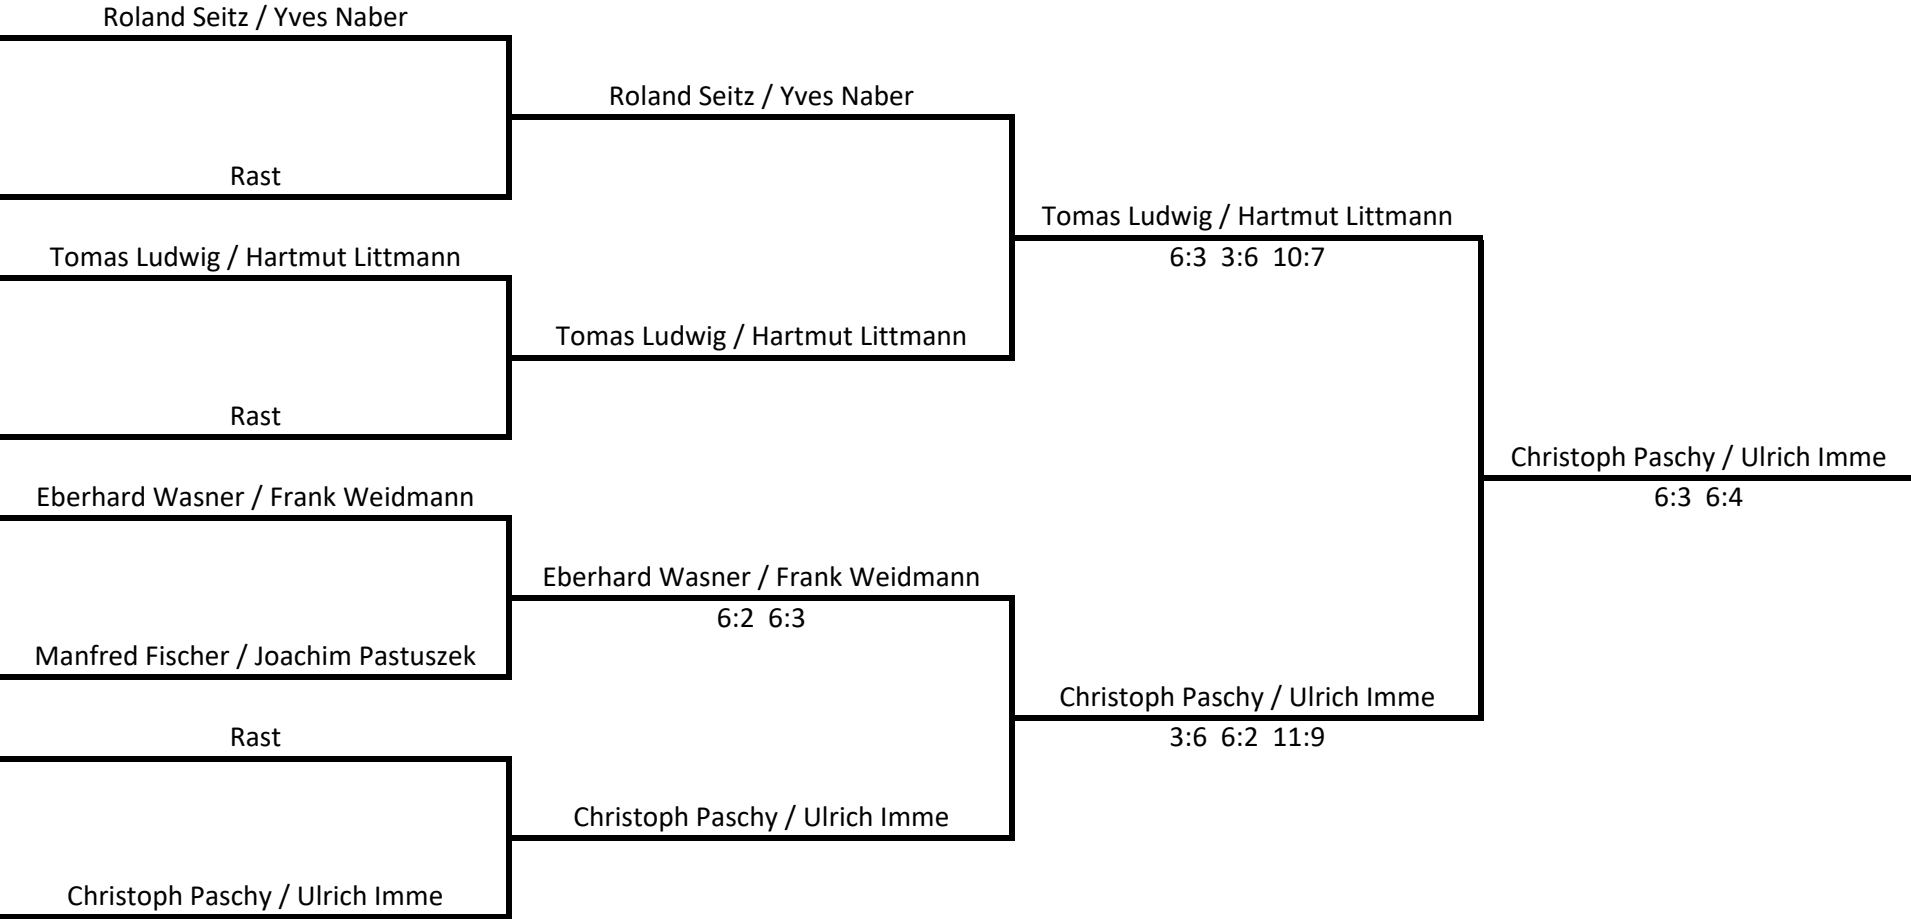 Roland Seitz / Yves Naber
Roland Seitz / Yves Naber
Rast
Tomas Ludwig / Hartmut Littmann
Tomas Ludwig / Hartmut Littmann
6:3 3:6 10:7
Tomas Ludwig / Hartmut Littmann
Rast
Christoph Paschy / Ulrich Imme
6:3 6:4
Eberhard Wasner / Frank Weidmann
Eberhard Wasner / Frank Weidmann
6:2 6:3
Manfred Fischer / Joachim Pastuszek
Christoph Paschy / Ulrich Imme
3:6 6:2 11:9
Rast
Christoph Paschy / Ulrich Imme
Christoph Paschy / Ulrich Imme